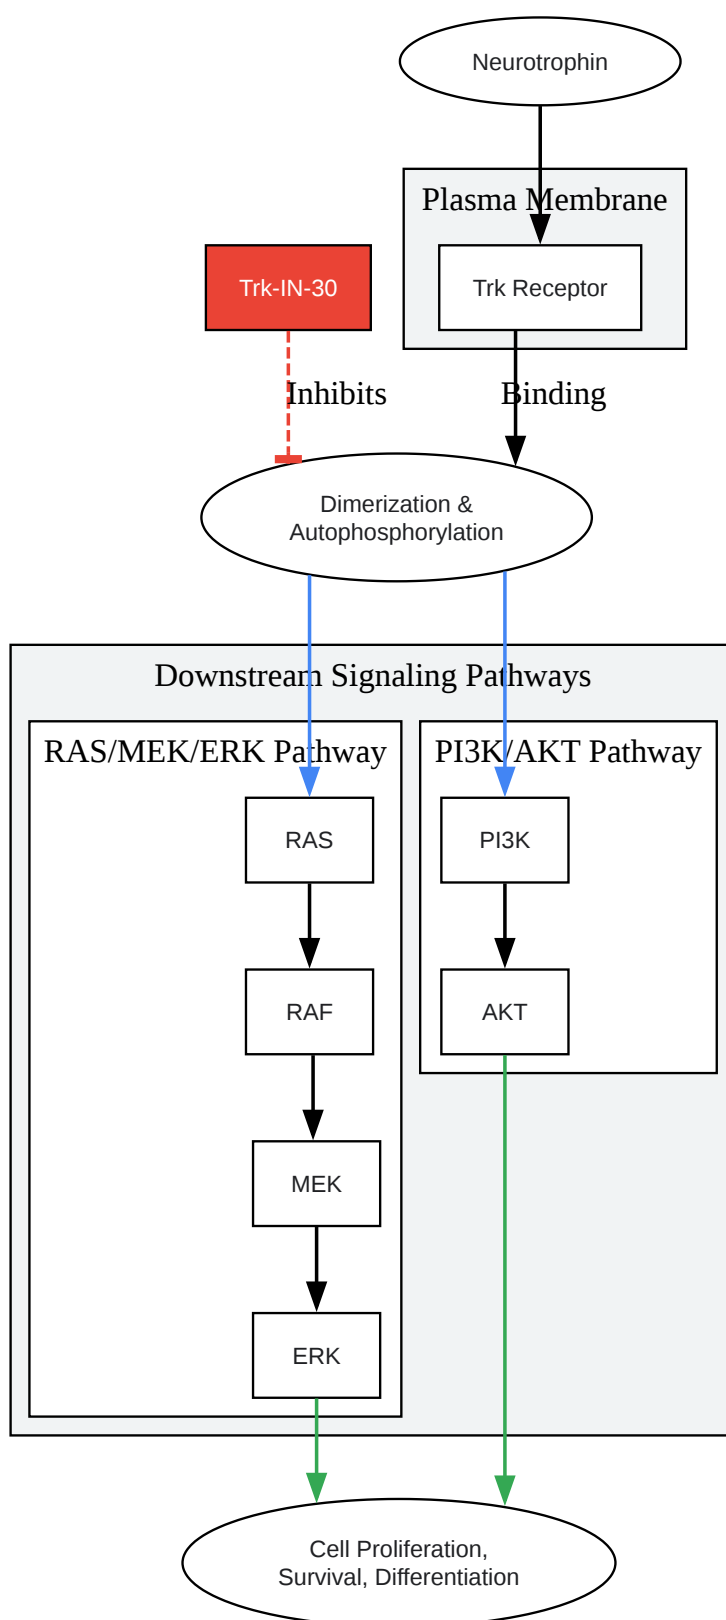 Neurotrophin
Plasma Membrane
Trk-IN-30
Trk Receptor
Inhibits
Binding
Dimerization &
Autophosphorylation
Downstream Signaling Pathways
RAS/MEK/ERK Pathway
PI3K/AKT Pathway
RAS
PI3K
RAF
AKT
MEK
ERK
Cell Proliferation,
Survival, Differentiation